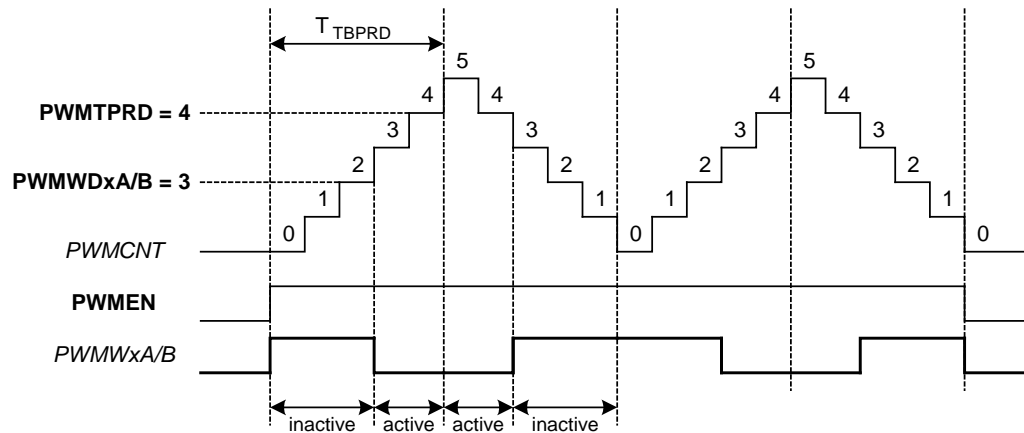 T TBPRD
5 5
PWMTPRD = 4 4 4 4 4
3 3 3 3
PWMWDxA/B = 3 2 2 2 2
1 1 1 1
PWMCNT 0 0 0
PWMEN
PWMWxA/B
inactive active active inactive